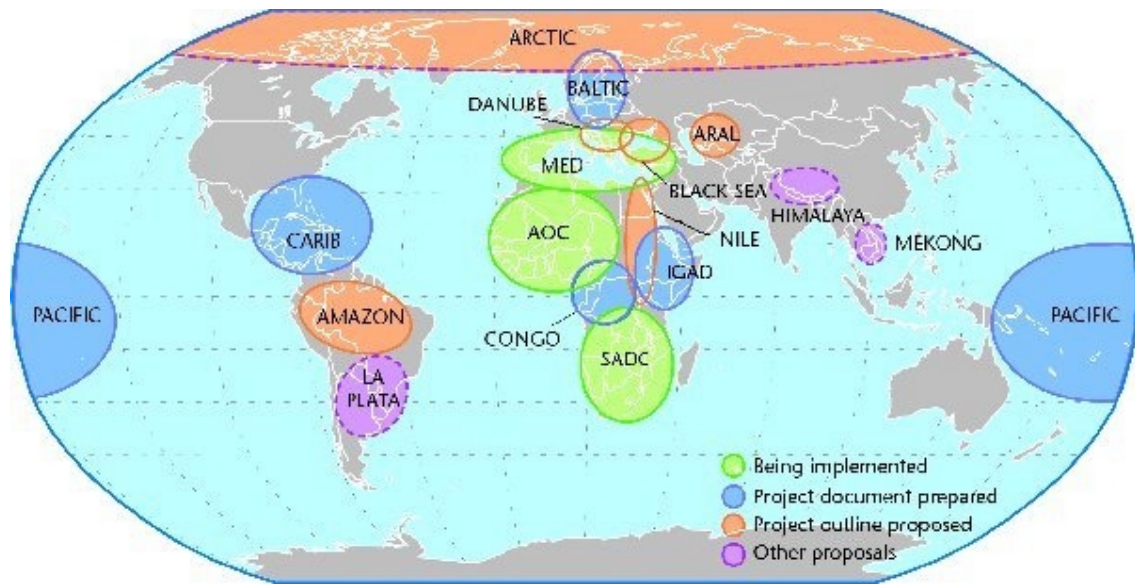 ARCTIC
BALTIC
DANUBE
ARAL
MED
BLACK SEA
HIMALAYA
CARIB
AOC
NILE
MEKONG
IGAD
PACIFIC
AMAZON
PACIFIC
CONGO
SADC
LA
PLATA
Being implemented
Project document prepared
Project outline proposed
Other proposals